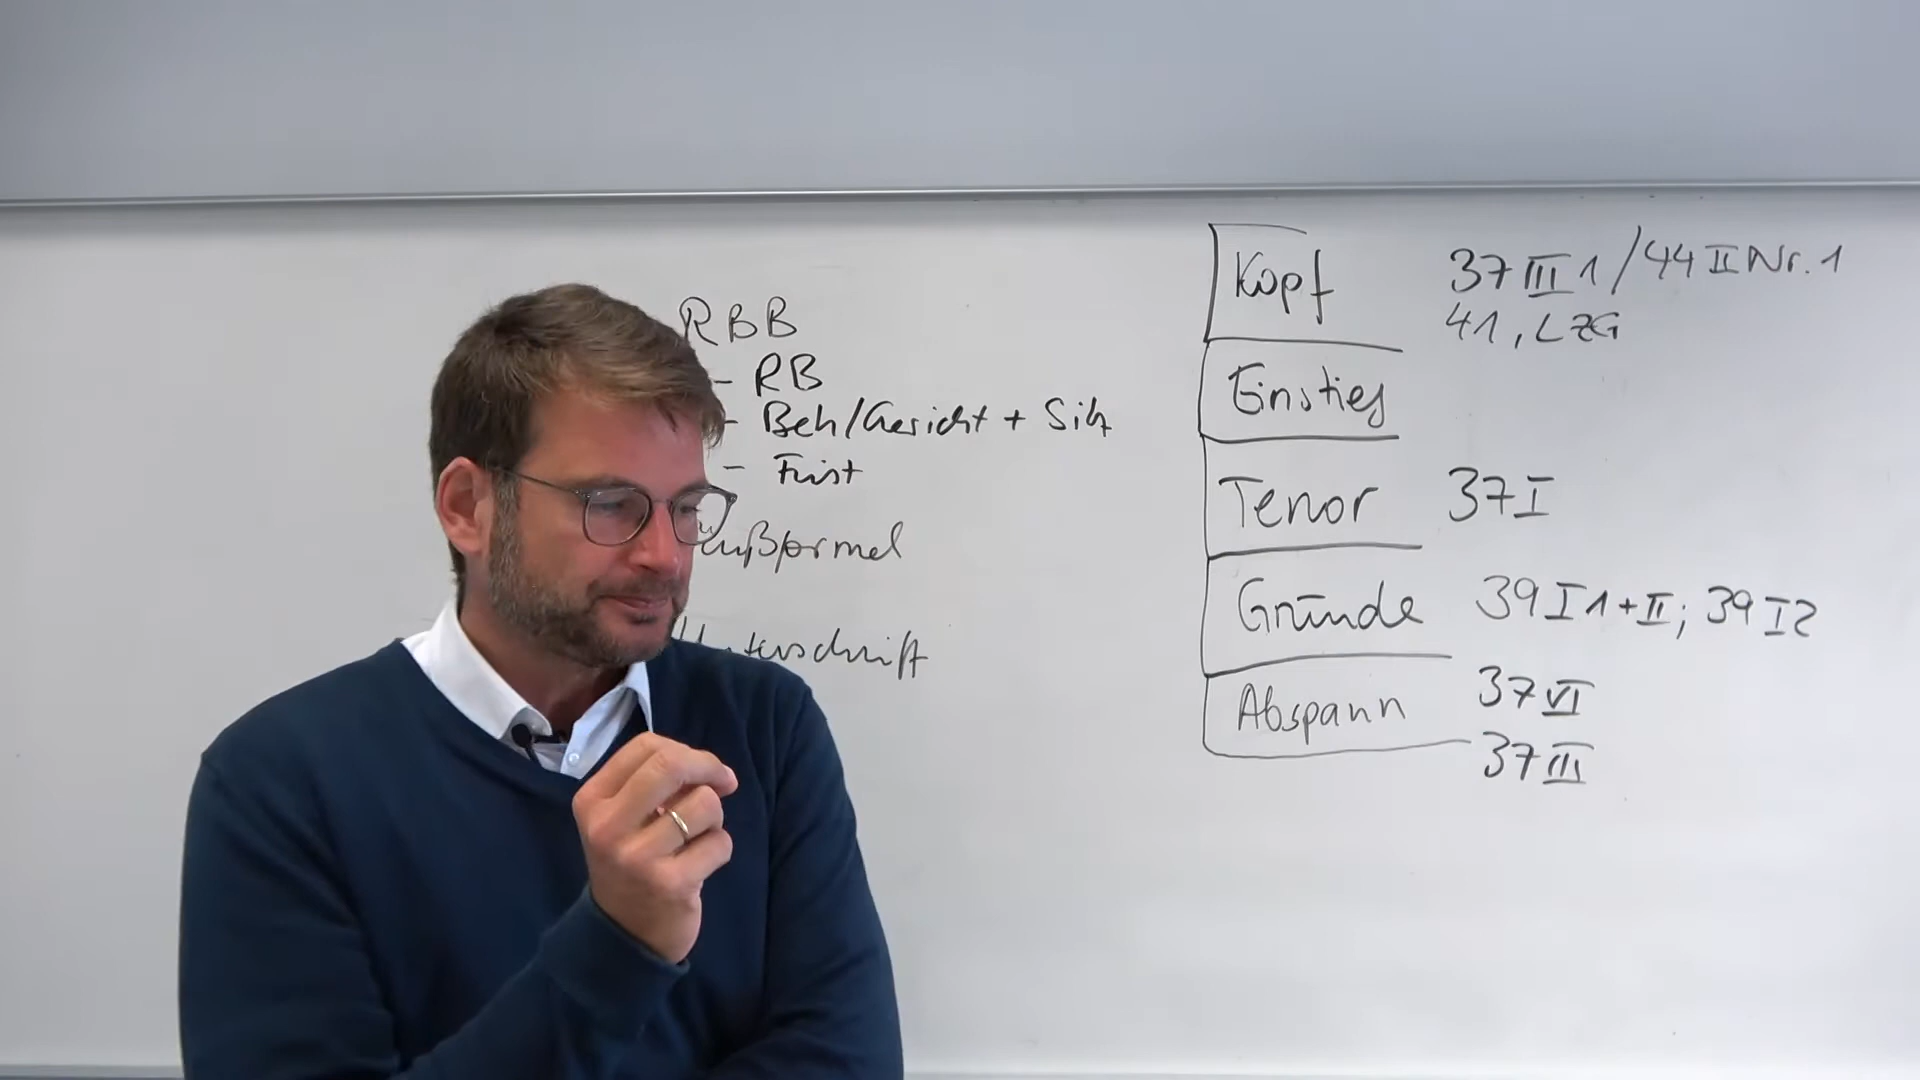 RBB
- RB
- Beh/Gericht + Sitz
- Frist
ußformel
terschrift
Kopf 37 III 1 / 44 II Nr. 1
41, LZG
Einstieg
Tenor 37 I
Gründe 39 I 1 + II; 39 I 2
Abspann 37 VI
37 III